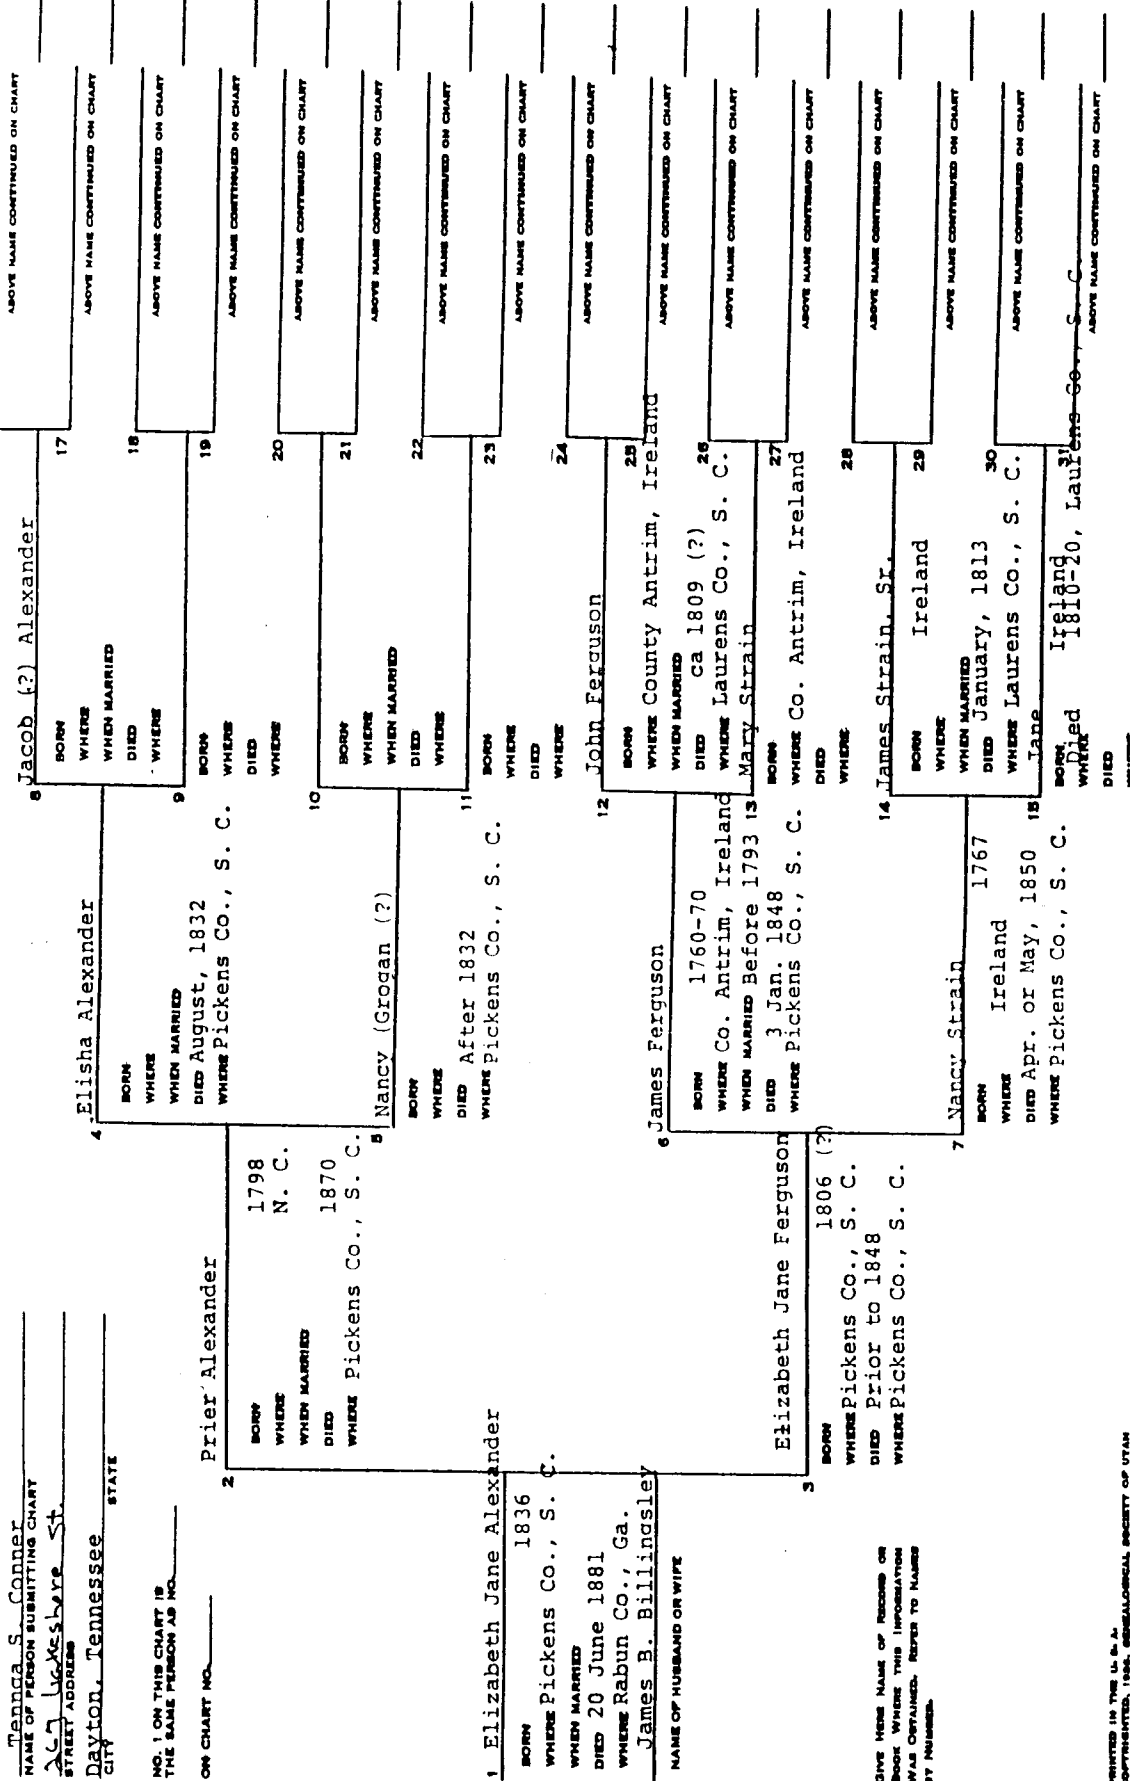 Tennga S. Conner
NAME OF PERSON SUBMITTING CHART
267 Lakeshore St.
STREET ADDRESS
Dayton, Tennessee
CITY STATE
NO. 1 ON THIS CHART IS
THE SAME PERSON AS NO.
ON CHART NO.
1 Elizabeth Jane Alexander
BORN 1836
WHERE Pickens Co., S. C.
WHEN MARRIED
DIED 20 June 1881
WHERE Rabun Co., Ga.
James B. Billingsley
NAME OF HUSBAND OR WIFE
GIVE HERE NAME OF RECORD OR
BOOK WHERE THIS INFORMATION
WAS OBTAINED. REFER TO NAMES
BY NUMBER.
PRINTED IN THE U. S. A.
COPYRIGHTED, GENEALOGICAL SOCIETY OF UTAH
2 Prier Alexander
BORN 1798
WHERE N. C.
WHEN MARRIED
DIED 1870
WHERE Pickens Co., S. C.
3 Elizabeth Jane Ferguson
BORN 1806 (?)
WHERE Pickens Co., S. C.
DIED Prior to 1848
WHERE Pickens Co., S. C.
4 Elisha Alexander
BORN
WHERE
WHEN MARRIED
DIED August, 1832
WHERE Pickens Co., S. C.
5 Nancy (Grogan (?)
BORN
WHERE
DIED After 1832
WHERE Pickens Co., S. C.
6 James Ferguson
BORN 1760-70
WHERE Co. Antrim, Ireland
WHEN MARRIED Before 1793
DIED 3 Jan. 1848
WHERE Pickens Co., S. C.
7 Nancy Strain
BORN 1767
WHERE Ireland
DIED Apr. or May, 1850
WHERE Pickens Co., S. C.
8 Jacob (?) Alexander
BORN
WHERE
WHEN MARRIED
DIED
WHERE
9
BORN
WHERE
DIED
WHERE
10
BORN
WHERE
WHEN MARRIED
DIED
WHERE
11
BORN
WHERE
DIED
WHERE
12 John Ferguson
BORN
WHERE County Antrim, Ireland
WHEN MARRIED
DIED ca 1809 (?)
WHERE Laurens Co., S. C.
13 Mary Strain
BORN
WHERE Co. Antrim, Ireland
DIED
WHERE
14 James Strain, Sr.
BORN
WHERE Ireland
WHEN MARRIED
DIED January, 1813
WHERE Laurens Co., S. C.
15 Jane
BORN
WHERE Ireland
Died 1810-20, Laurens Co., S. C.
DIED
ABOVE NAME CONTINUED ON CHART
17
ABOVE NAME CONTINUED ON CHART
18
ABOVE NAME CONTINUED ON CHART
19
ABOVE NAME CONTINUED ON CHART
20
ABOVE NAME CONTINUED ON CHART
21
ABOVE NAME CONTINUED ON CHART
22
ABOVE NAME CONTINUED ON CHART
23
ABOVE NAME CONTINUED ON CHART
24
ABOVE NAME CONTINUED ON CHART
25
ABOVE NAME CONTINUED ON CHART
26
ABOVE NAME CONTINUED ON CHART
27
ABOVE NAME CONTINUED ON CHART
28
ABOVE NAME CONTINUED ON CHART
29
ABOVE NAME CONTINUED ON CHART
30
ABOVE NAME CONTINUED ON CHART
31
ABOVE NAME CONTINUED ON CHART